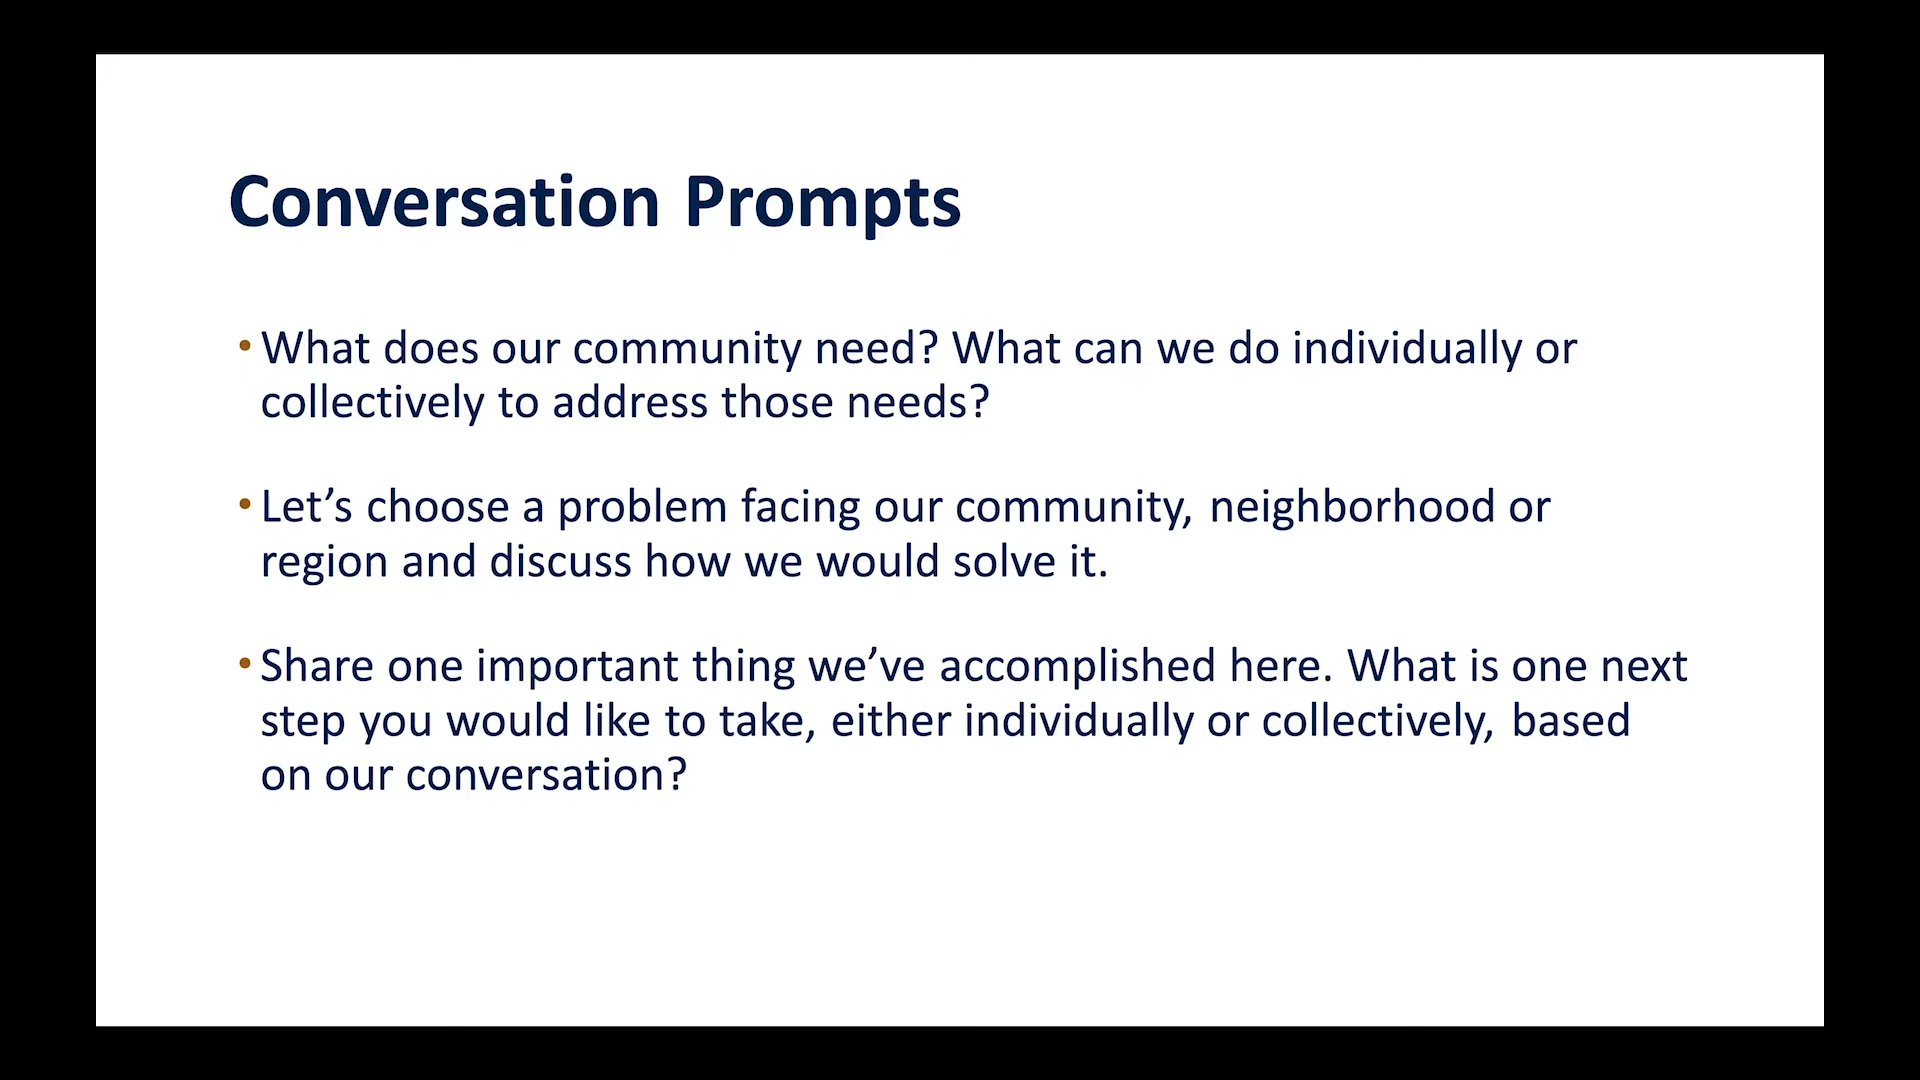 Conversation Prompts
• What does our community need? What can we do individually or
collectively to address those needs?
• Let’s choose a problem facing our community, neighborhood or
region and discuss how we would solve it.
• Share one important thing we’ve accomplished here. What is one next
step you would like to take, either individually or collectively, based
on our conversation?